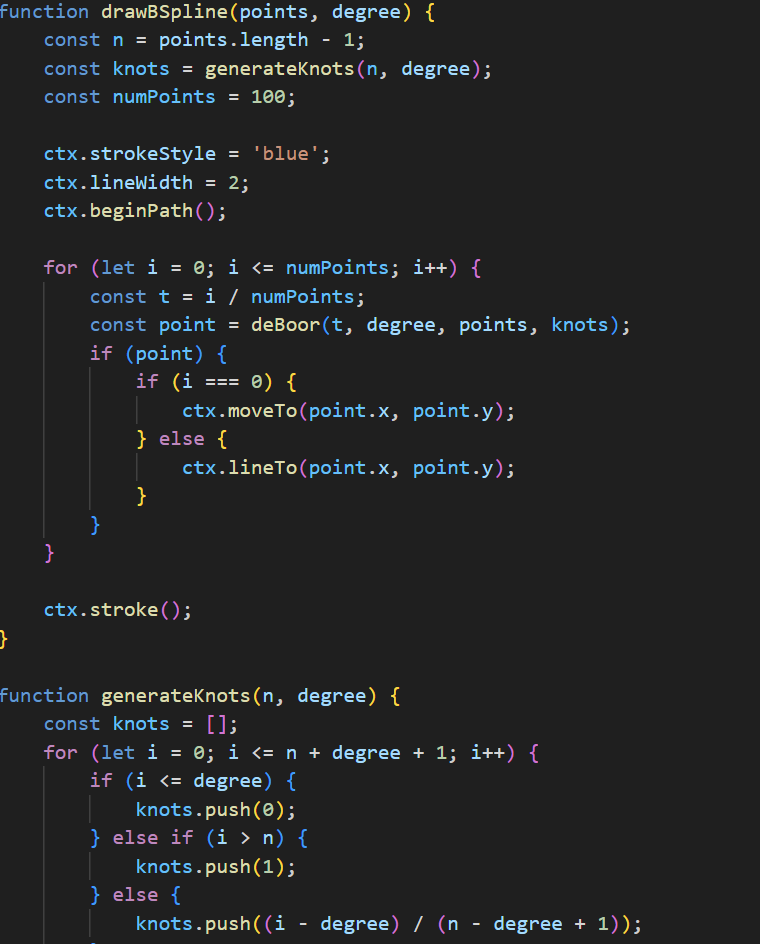 function drawBSpline(points, degree) {
    const n = points.length - 1;
    const knots = generateKnots(n, degree);
    const numPoints = 100;

    ctx.strokeStyle = 'blue';
    ctx.lineWidth = 2;
    ctx.beginPath();

    for (let i = 0; i <= numPoints; i++) {
        const t = i / numPoints;
        const point = deBoor(t, degree, points, knots);
        if (point) {
            if (i === 0) {
                ctx.moveTo(point.x, point.y);
            } else {
                ctx.lineTo(point.x, point.y);
            }
        }
    }

    ctx.stroke();
}

function generateKnots(n, degree) {
    const knots = [];
    for (let i = 0; i <= n + degree + 1; i++) {
        if (i <= degree) {
            knots.push(0);
        } else if (i > n) {
            knots.push(1);
        } else {
            knots.push((i - degree) / (n - degree + 1));